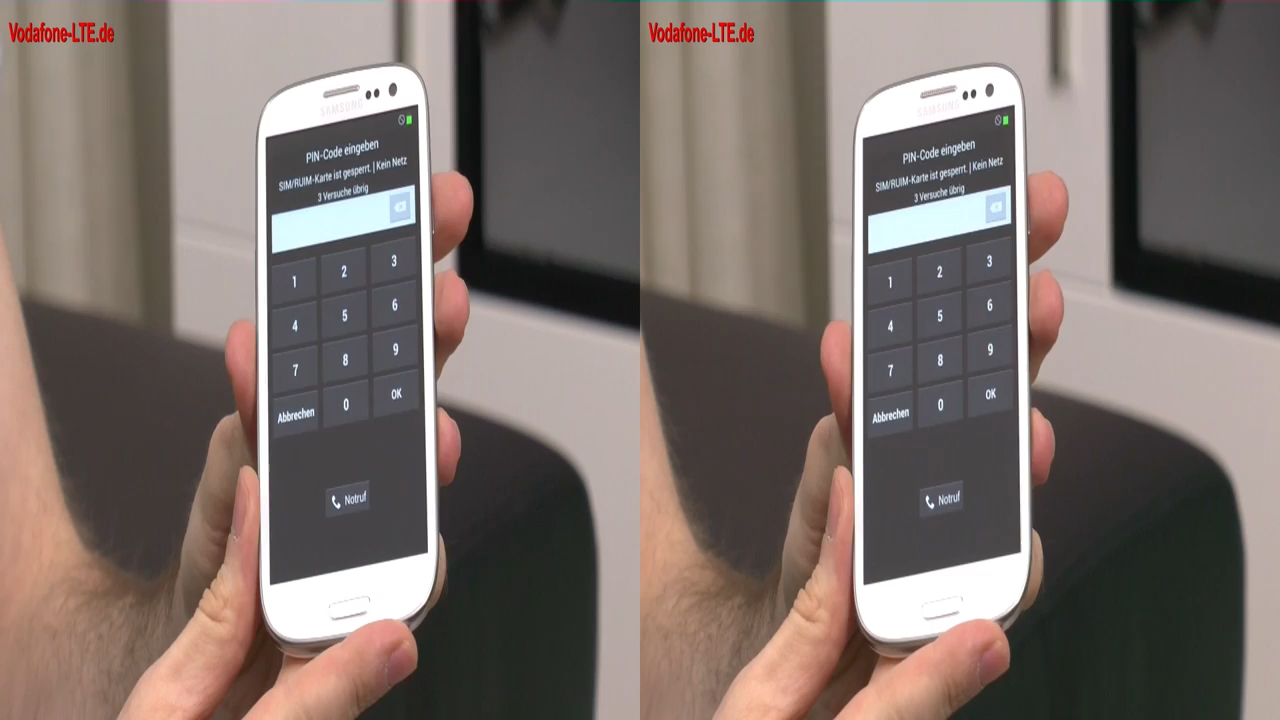 Vodafone-LTE.de
SAMSUNG
PIN-Code eingeben
SIM/RUIM-Karte ist gesperrt. | Kein Netz
3 Versuche übrig
1 2 3
4 5 6
7 8 9
Abbrechen 0 OK
Notruf
Vodafone-LTE.de
SAMSUNG
PIN-Code eingeben
SIM/RUIM-Karte ist gesperrt. | Kein Netz
3 Versuche übrig
1 2 3
4 5 6
7 8 9
Abbrechen 0 OK
Notruf